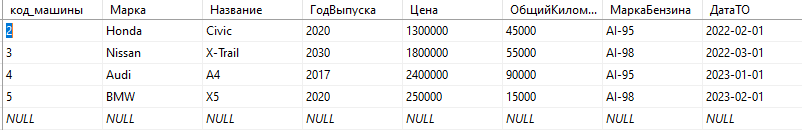 код_машины Марка Название ГодВыпуска Цена ОбщийКилом... МаркаБензина ДатаТО
2 Honda Civic 2020 1300000 45000 AI-95 2022-02-01
3 Nissan X-Trail 2030 1800000 55000 AI-98 2022-03-01
4 Audi A4 2017 2400000 90000 AI-95 2023-01-01
5 BMW X5 2020 250000 15000 AI-98 2023-02-01
NULL NULL NULL NULL NULL NULL NULL NULL